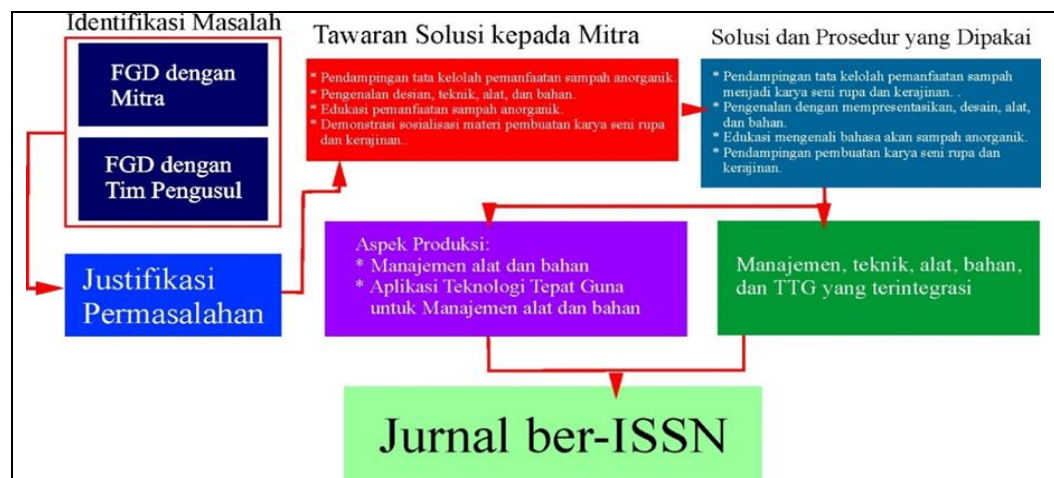 Identifikasi Masalah
FGD dengan
Mitra
FGD dengan
Tim Pengusul
Justifikasi
Permasalahan
Tawaran Solusi kepada Mitra
* Pendampingan tata kelolah pemanfaatan sampah anorganik.
* Pengenalan desian, teknik, alat, dan bahan.
* Edukasi pemanfaatan sampah anorganik.
* Demonstrasi sosialisasi materi pembuatan karya seni rupa dan
kerajinan..
Solusi dan Prosedur yang Dipakai
* Pendampingan tata kelolah pemanfaatan sampah
menjadi karya seni rupa dan kerajinan. .
* Pengenalan dengan mempresentasikan, desain, alat,
dan bahan.
* Edukasi mengenali bahasa akan sampah anorganik.
* Pendampingan pembuatan karya seni rupa dan
kerajinan.
Aspek Produksi:
* Manajemen alat dan bahan
* Aplikasi Teknologi Tepat Guna
untuk Manajemen alat dan bahan
Manajemen, teknik, alat, bahan,
dan TTG yang terintegrasi
Jurnal ber-ISSN